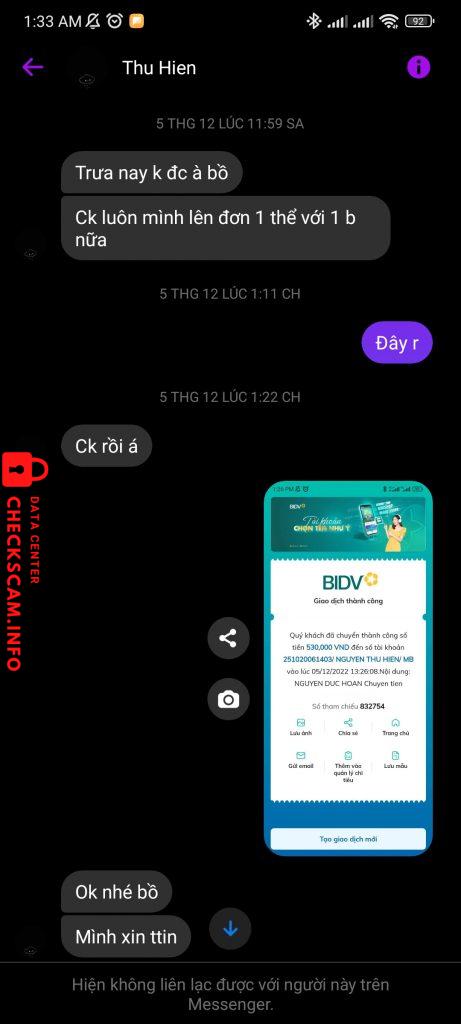 1:33 AM
92
Thu Hien
5 THG 12 LÚC 11:59 SA
Trưa nay k đc à bồ
Ck luôn mình lên đơn 1 thể với 1 b
nữa
5 THG 12 LÚC 1:11 CH
Đây r
5 THG 12 LÚC 1:22 CH
Ck rồi á
DATA CENTER
CHECKSCAM.INFO
1:26 PM
BIDV
Tài khoản
CHỌN TÊN NHƯ Ý
BIDV
Giao dịch thành công
Quý khách đã chuyển thành công số
tiền 530,000 VND đến số tài khoản
251020061403/ NGUYEN THU HIEN/ MB
vào lúc 05/12/2022 13:26:08.Nội dung:
NGUYEN DUC HOAN Chuyen tien
Số tham chiếu 832754
Lưu ảnh Chia sẻ Trang chủ
Gửi email Thêm vào quản lý chi tiêu Lưu mẫu
Tạo giao dịch mới
Ok nhé bồ
Mình xin ttin
Hiện không liên lạc được với người này trên
Messenger.